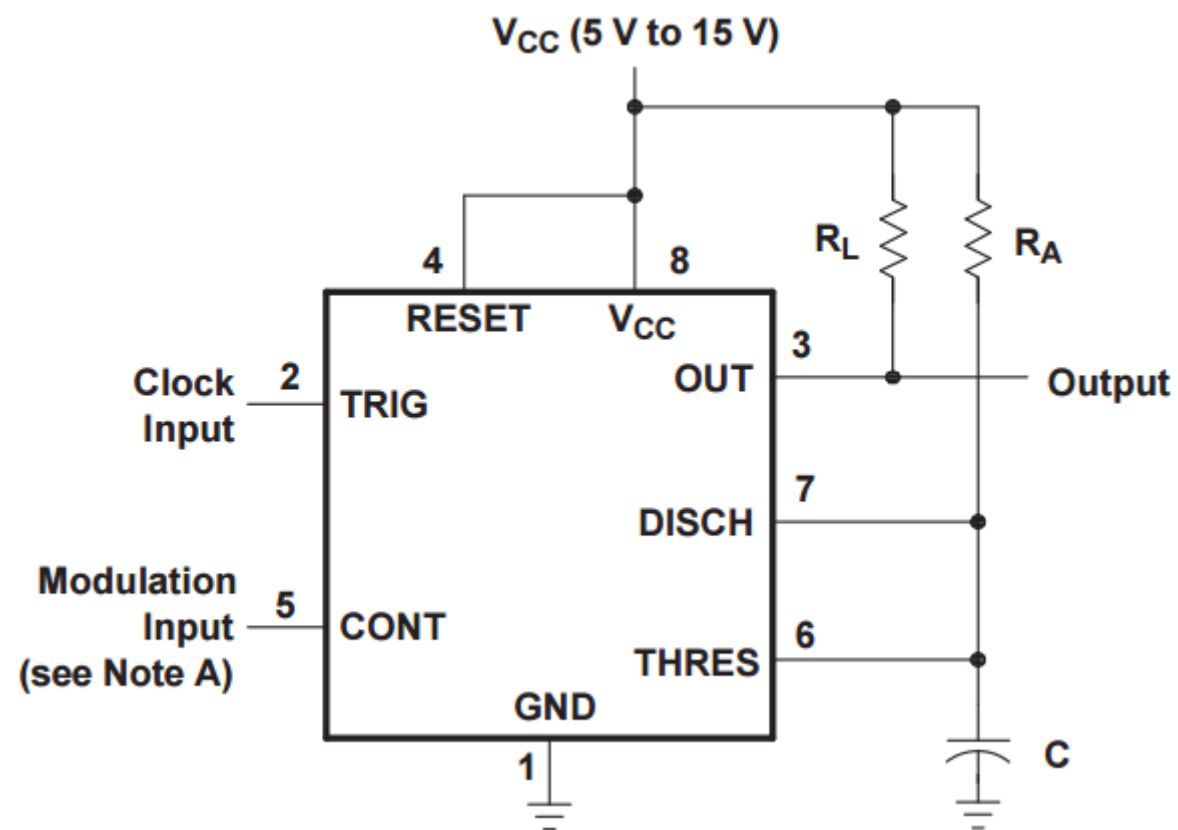 VCC (5 V to 15 V)
RL
RA
4
8
RESET
VCC
3
OUT
Output
Clock
Input
2
TRIG
7
DISCH
Modulation
Input
(see Note A)
5
CONT
6
THRES
GND
1
C